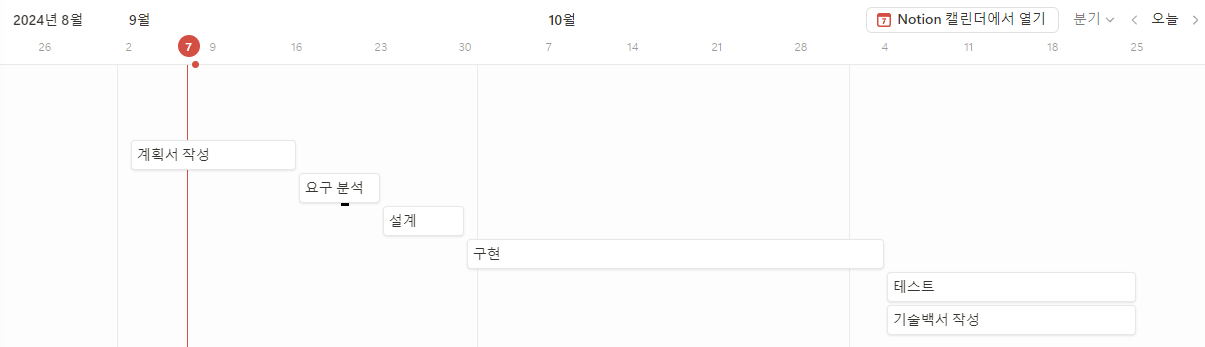 2024년 8월 9월 10월 7 Notion 캘린더에서 열기 분기 오늘
26 2 7 9 16 23 30 7 14 21 28 4 11 18 25
계획서 작성
요구 분석
설계
구현
테스트
기술백서 작성